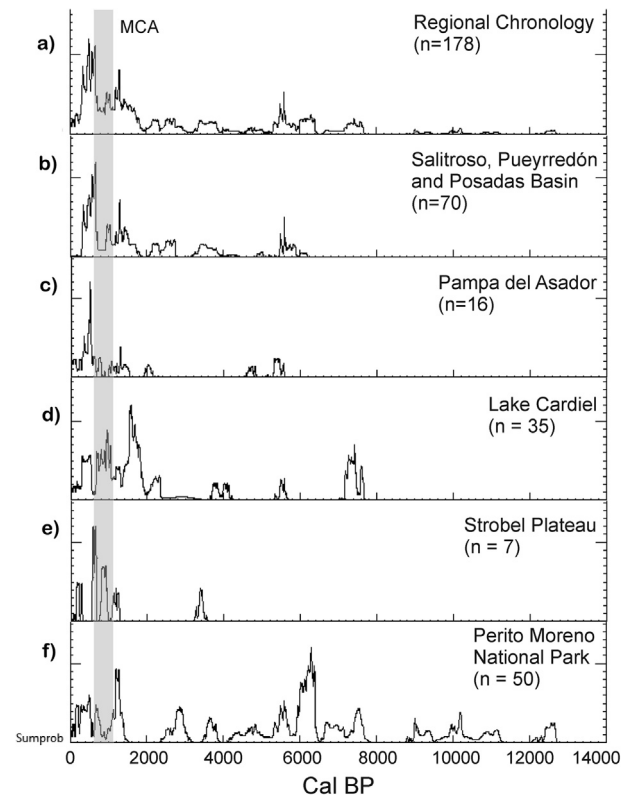 MCA
a)
Regional Chronology
(n=178)
b)
Salitroso, Pueyrredón
and Posadas Basin
(n=70)
c)
Pampa del Asador
(n=16)
d)
Lake Cardiel
(n = 35)
e)
Strobel Plateau
(n = 7)
f)
Perito Moreno
National Park
(n = 50)
Sumprob
0 2000 4000 6000 8000 10000 12000 14000
Cal BP